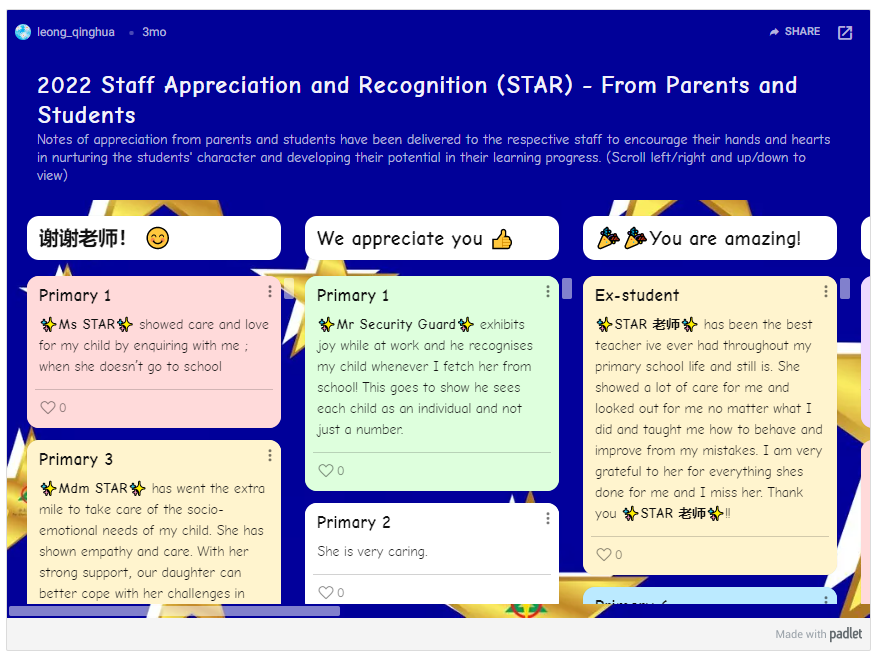 leong_qinghua • 3mo
SHARE
2022 Staff Appreciation and Recognition (STAR) - From Parents and
Students
Notes of appreciation from parents and students have been delivered to the respective staff to encourage their hands and hearts
in nurturing the students' character and developing their potential in their learning progress. (Scroll left/right and up/down to
view)
谢谢老师! 😊
Primary 1
✨Ms STAR✨ showed care and love
for my child by enquiring with me ;
when she doesn't go to school
0
Primary 3
✨Mdm STAR✨ has went the extra
mile to take care of the socio-
emotional needs of my child. She has
shown empathy and care. With her
strong support, our daughter can
better cope with her challenges in
We appreciate you 👍
Primary 1
✨Mr Security Guard✨ exhibits
joy while at work and he recognises
my child whenever I fetch her from
school! This goes to show he sees
each child as an individual and not
just a number.
0
Primary 2
She is very caring.
0
🎉🎉You are amazing!
Ex-student
✨STAR 老师✨ has been the best
teacher ive ever had throughout my
primary school life and still is. She
showed a lot of care for me and
looked out for me no matter what I
did and taught me how to behave and
improve from my mistakes. I am very
grateful to her for everything shes
done for me and I miss her. Thank
you ✨STAR 老师✨!!
0
Made with padlet